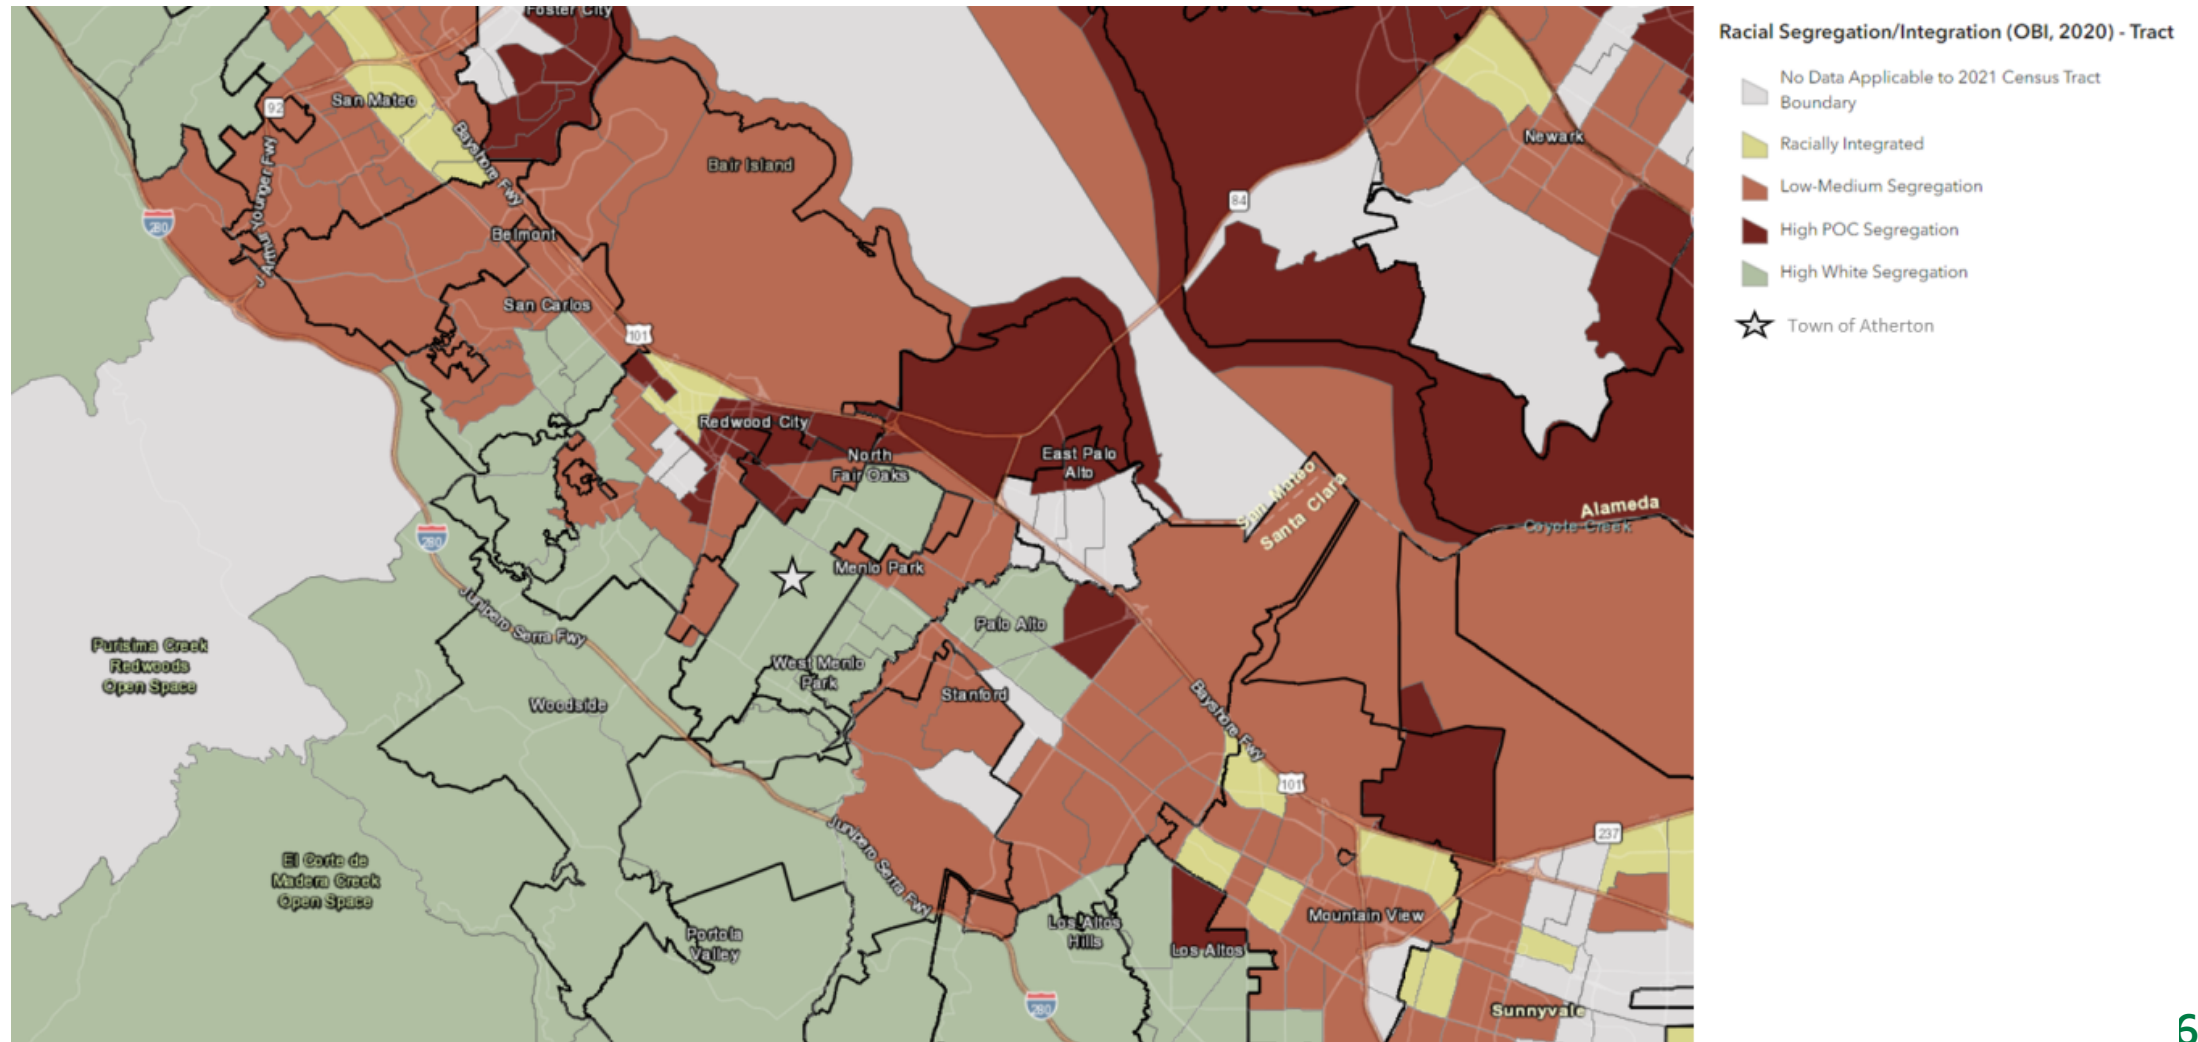 Foster City
San Mateo
92
Bayshore Fwy
J Arthur Younger Fwy
Bair Island
Newark
84
280
Belmont
San Carlos
101
Redwood City
North
Fair Oaks
East Palo
Alto
San Mateo
Santa Clara
Alameda
Coyote Creek
280
Menlo Park
Junipero Serra Fwy
Palo Alto
Purisima Creek
Redwoods
Open Space
West Menlo
Park
Stanford
Woodside
Bayshore Fwy
101
237
Junipero Serra Fwy
El Corte de
Madera Creek
Open Space
Portola
Valley
Los Altos
Hills
Los Altos
Mountain View
280
Sunnyvale
Racial Segregation/Integration (OBI, 2020) - Tract
No Data Applicable to 2021 Census Tract
Boundary
Racially Integrated
Low-Medium Segregation
High POC Segregation
High White Segregation
Town of Atherton
6